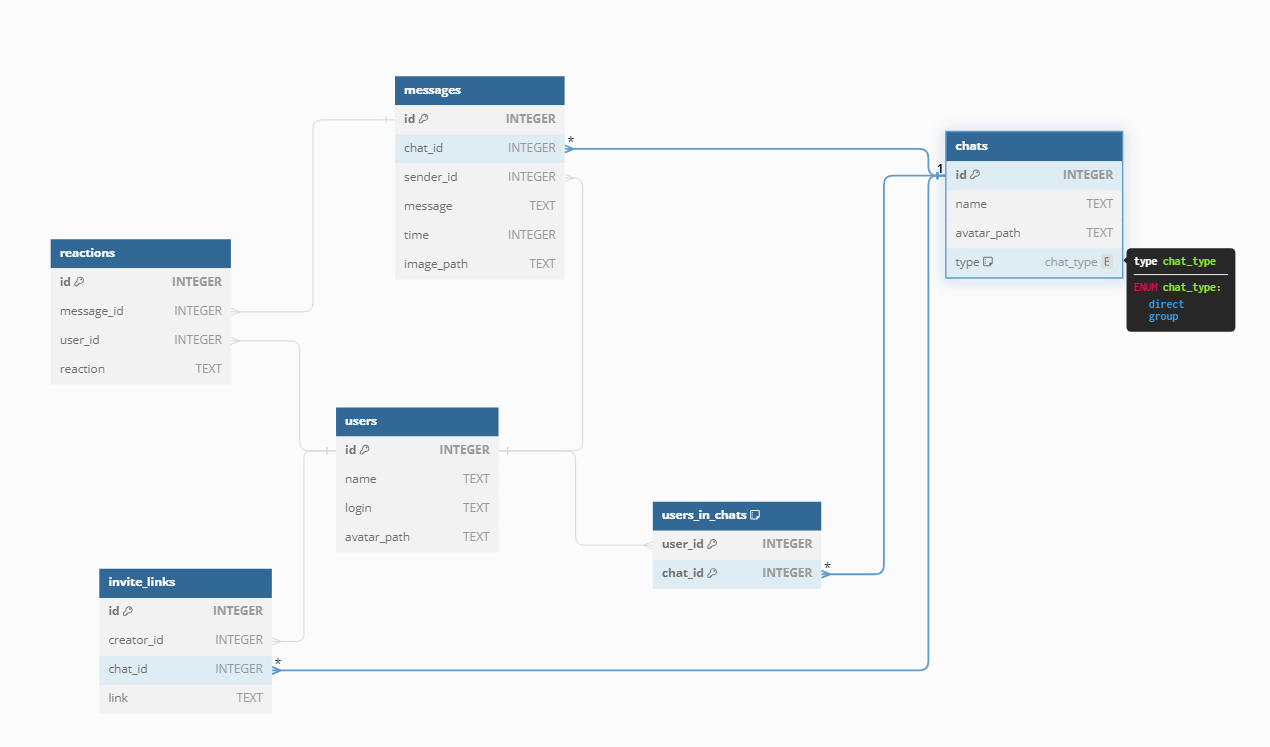 messages
id INTEGER
chat_id INTEGER *
sender_id INTEGER
message TEXT
time INTEGER
image_path TEXT
chats
1 id INTEGER
name TEXT
avatar_path TEXT
type chat_type E
type chat_type
ENUM chat_type:
direct
group
reactions
id INTEGER
message_id INTEGER
user_id INTEGER
reaction TEXT
users
id INTEGER
name TEXT
login TEXT
avatar_path TEXT
users_in_chats
user_id INTEGER
chat_id INTEGER *
invite_links
id INTEGER
creator_id INTEGER
chat_id INTEGER *
link TEXT